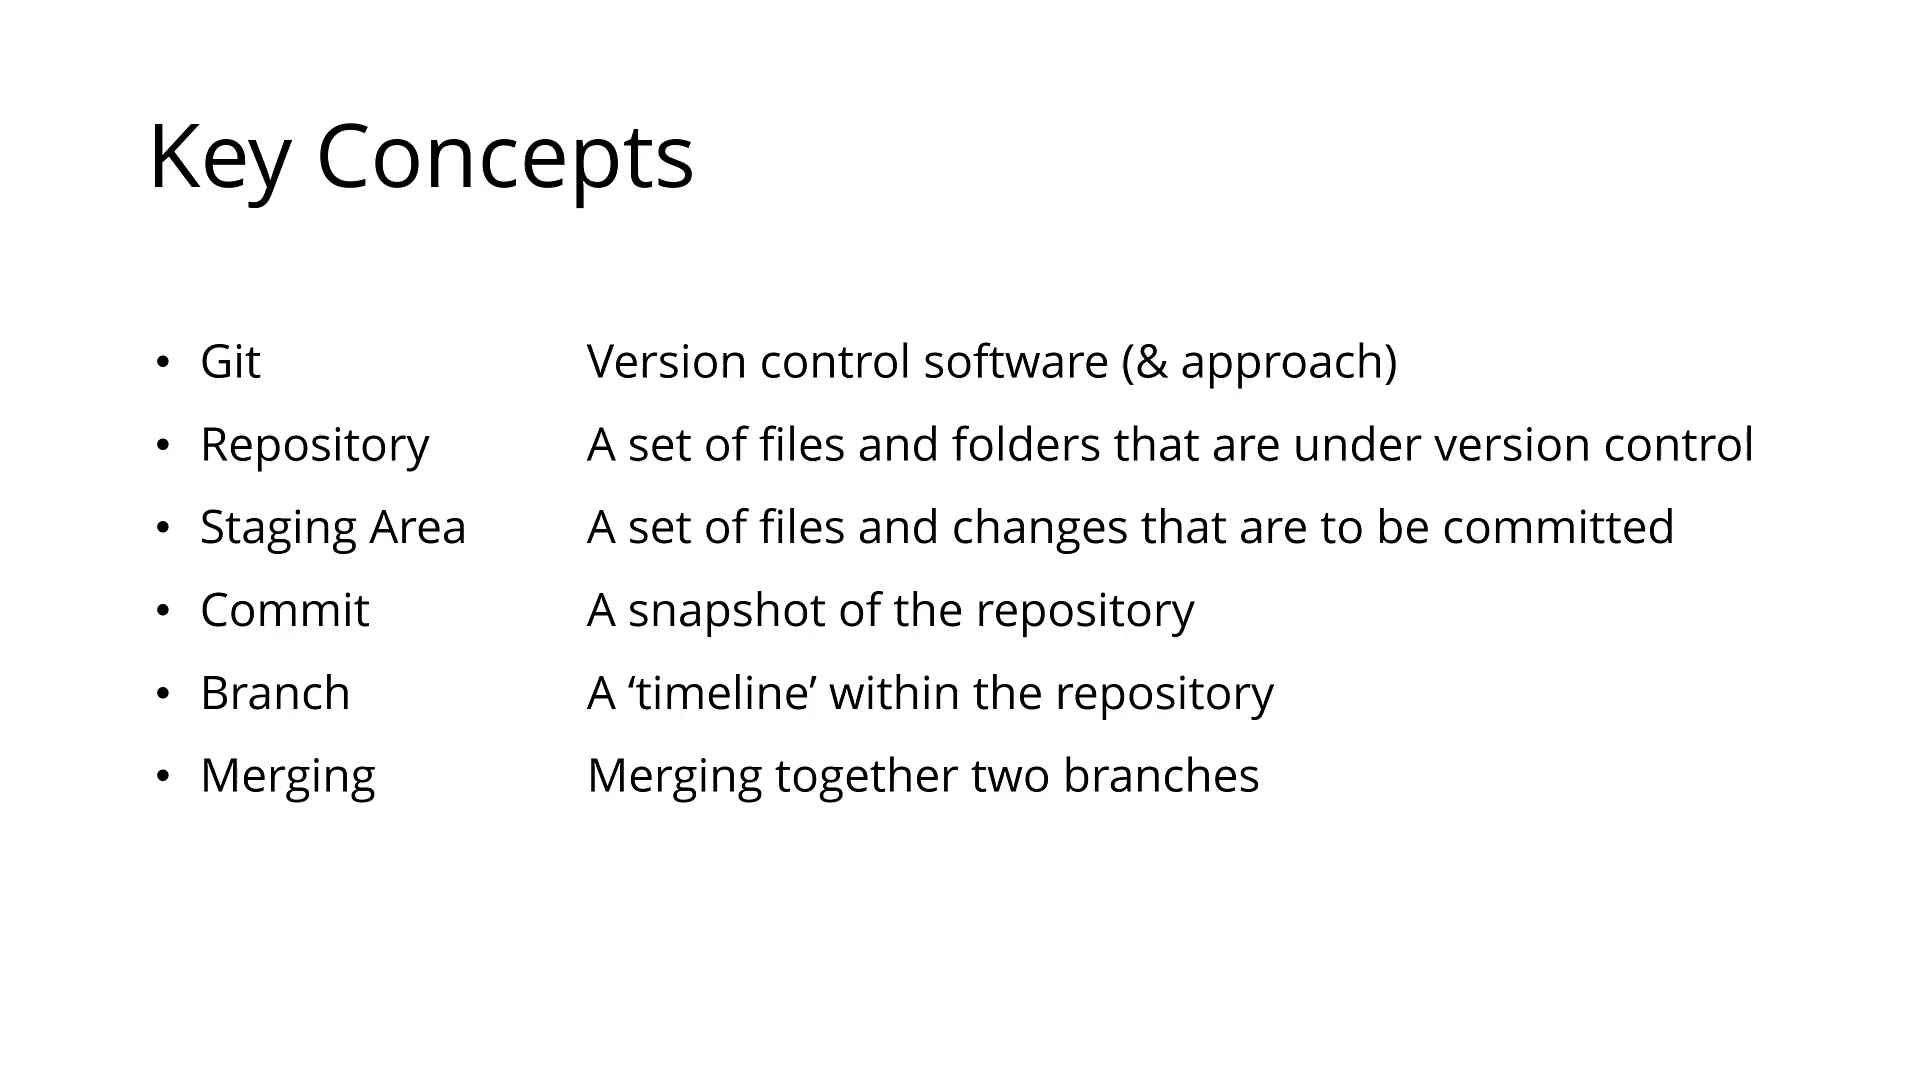 Key Concepts
• Git Version control software (& approach)
• Repository A set of files and folders that are under version control
• Staging Area A set of files and changes that are to be committed
• Commit A snapshot of the repository
• Branch A ‘timeline’ within the repository
• Merging Merging together two branches